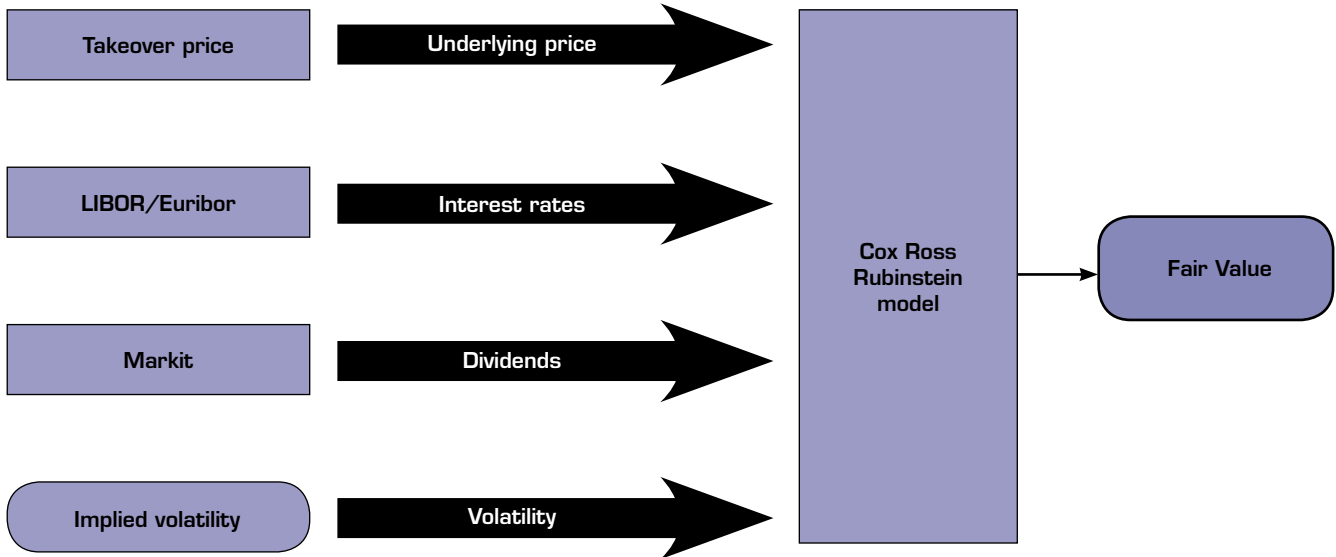 Takeover price
Underlying price
LIBOR/Euribor
Interest rates
Markit
Dividends
Implied volatility
Volatility
Cox Ross
Rubinstein
model
Fair Value